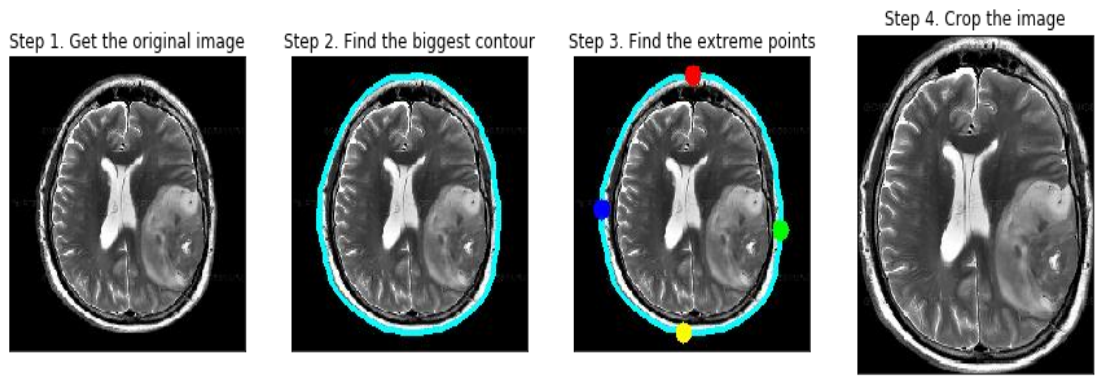 Step 1. Get the original image
Step 2. Find the biggest contour
Step 3. Find the extreme points
Step 4. Crop the image